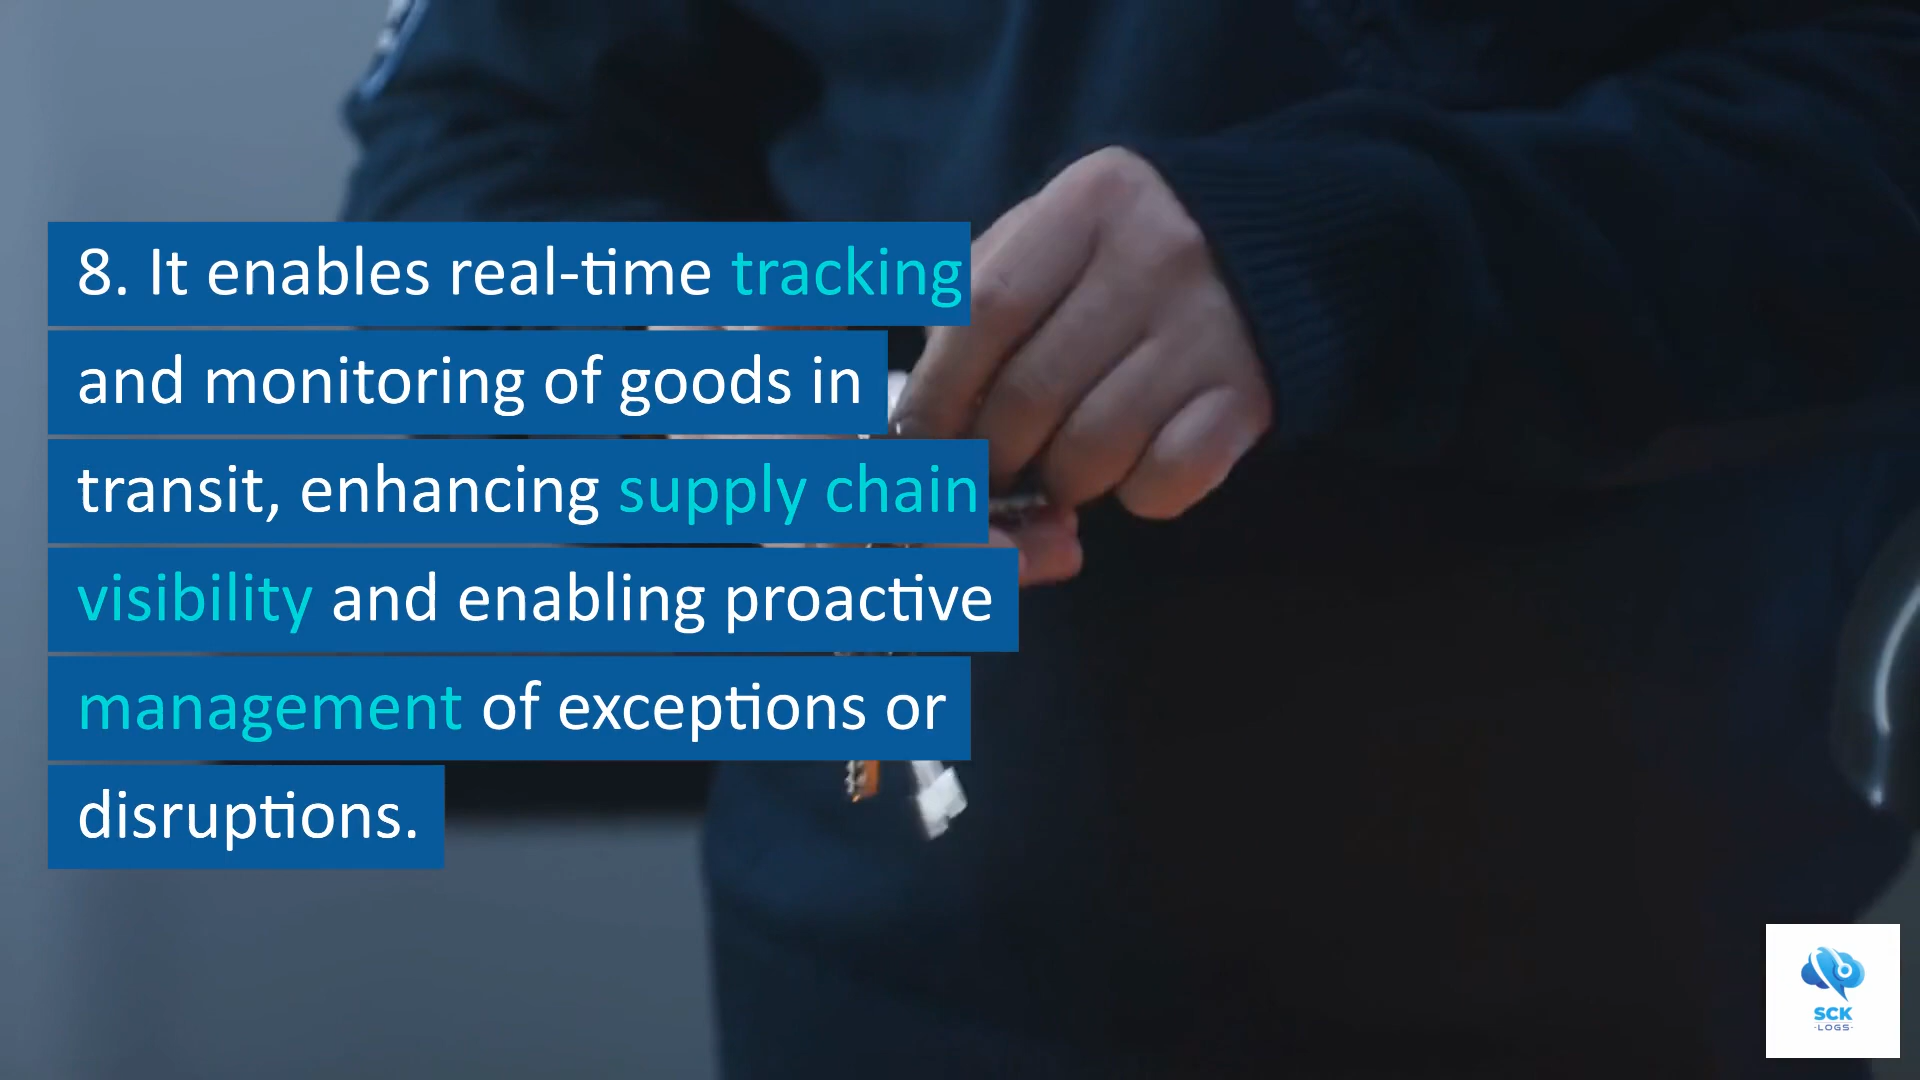 8. It enables real-time tracking
and monitoring of goods in
transit, enhancing supply chain
visibility and enabling proactive
management of exceptions or
disruptions.
SCK
-LOGS-